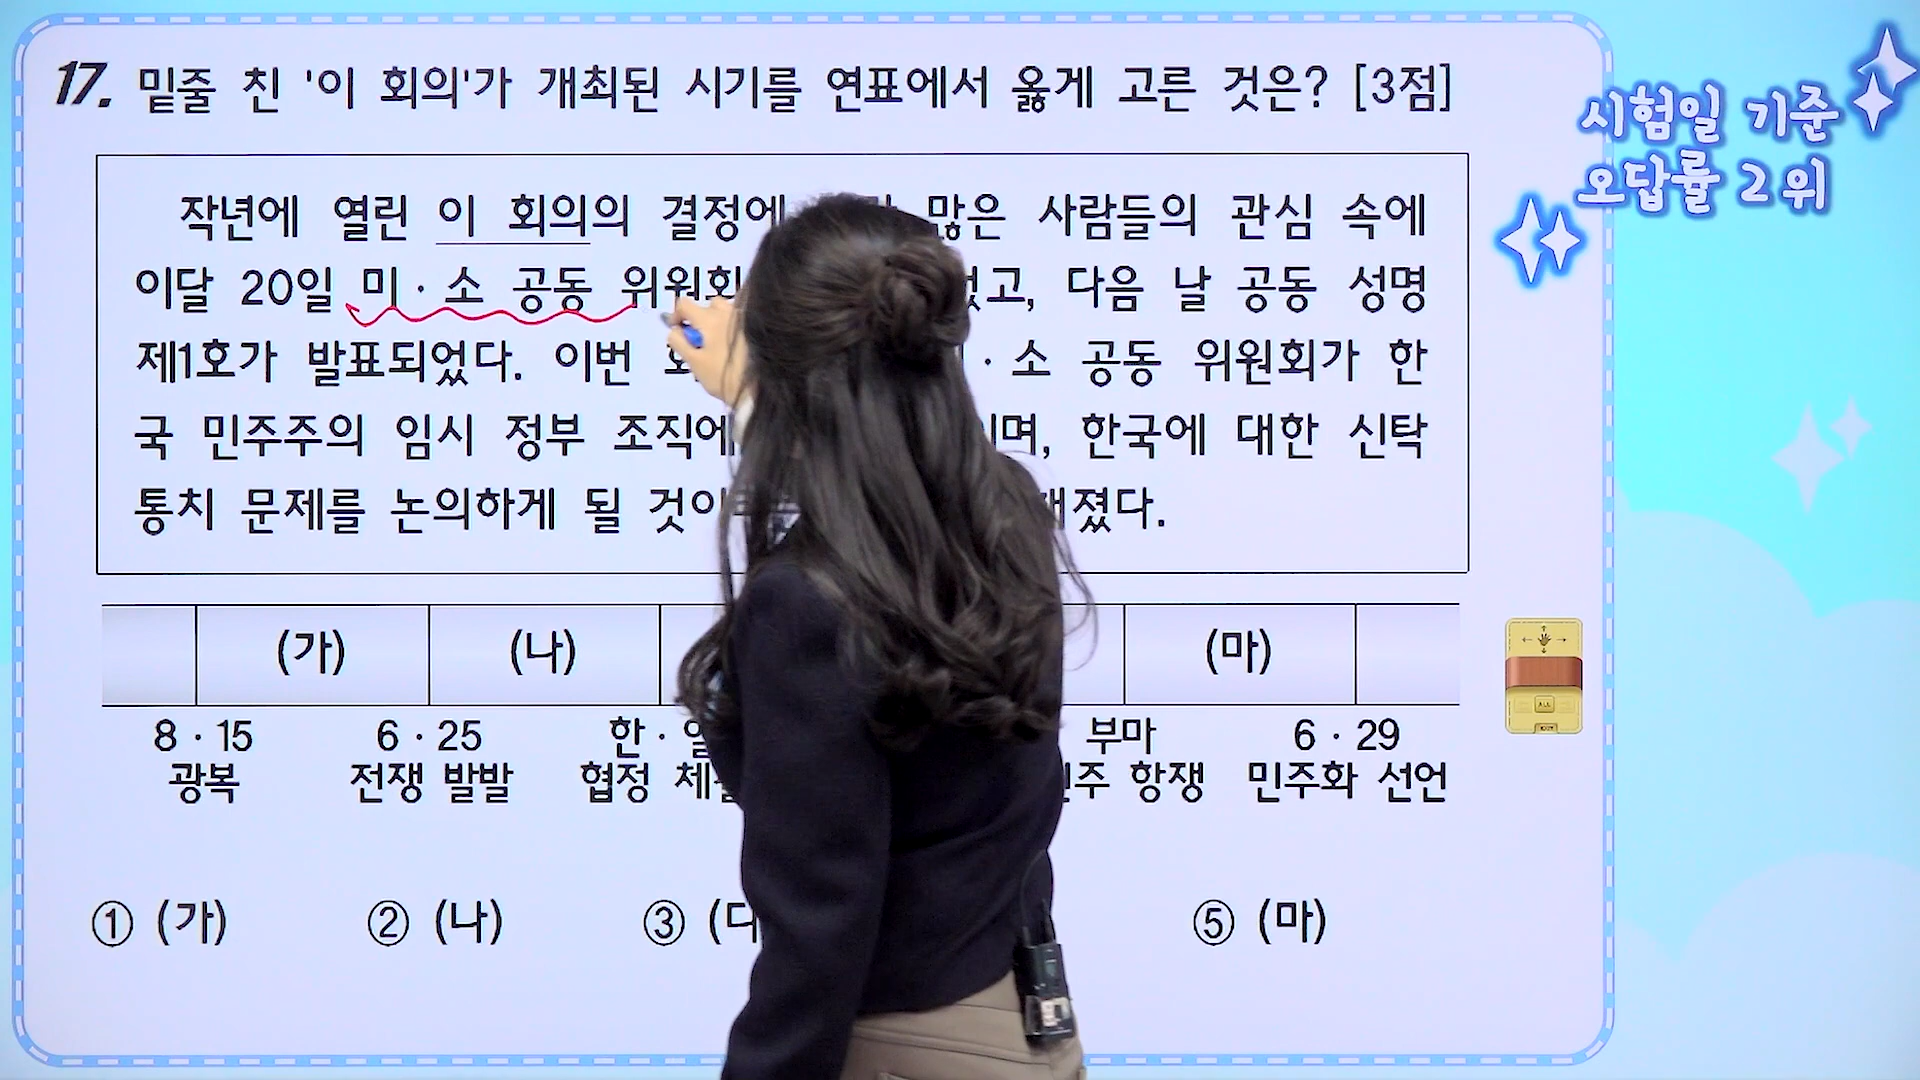 17. 밑줄 친 '이 회의'가 개최된 시기를 연표에서 옳게 고른 것은? [3점]
시험일 기준
오답률 2위
작년에 열린 이 회의의 결정에 많은 사람들의 관심 속에
이달 20일 미·소 공동 위원회 고, 다음 날 공동 성명
제1호가 발표되었다. 이번 · 소 공동 위원회가 한
국 민주주의 임시 정부 조직에 며, 한국에 대한 신탁
통치 문제를 논의하게 될 것이 졌다.
(가) (나) (마)
8·15 6·25 한·일 부마 6·29
광복 전쟁 발발 협정 항쟁 민주화 선언
① (가) ② (나) ③ (다 ⑤ (마)
ALL